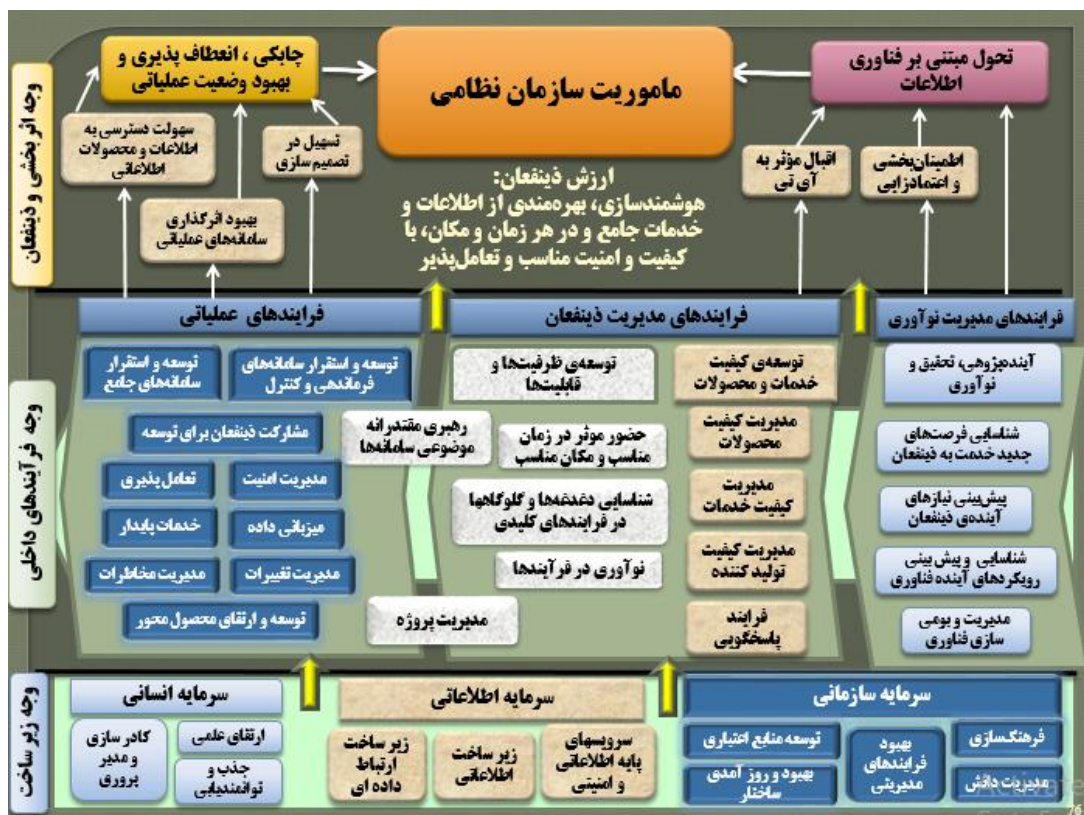 وجه اثر بخشی و ذینفعان
تحول مبتنی بر فناوری
اطلاعات
ماموریت سازمان نظامی
چابکی ، انعطاف پذیری و
بهبود وضعیت عملیاتی
اطمینان‌بخشی
و اعتمادزایی
اقبال مؤثر به
آی تی
تسهیل در
تصمیم سازی
سهولت دسترسی به
اطلاعات و محصولات
اطلاعاتی
بهبود اثرگذاری
سامانه‌های عملیاتی
ارزش ذینفعان:
هوشمندسازی، بهره‌مندی از اطلاعات و
خدمات جامع و در هر زمان و مکان، با
کیفیت و امنیت مناسب و تعامل‌پذیر
وجه فرآیندهای داخلی
فرایندهای مدیریت نوآوری
آینده‌پژوهی، تحقیق و
نوآوری
شناسایی فرصت‌های
جدید خدمت به ذینفعان
پیش‌بینی نیازهای
آینده‌ی ذینفعان
شناسایی و پیش بینی
رویکردهای آینده فناوری
مدیریت و بومی
سازی فناوری
فرایندهای مدیریت ذینفعان
توسعه‌ی کیفیت
خدمات و محصولات
مدیریت کیفیت
محصولات
مدیریت
کیفیت خدمات
مدیریت کیفیت
تولید کننده
فرایند
پاسخگویی
توسعه‌ی ظرفیت‌ها و
قابلیت‌ها
حضور موثر در زمان
مناسب و مکان مناسب
رهبری مقتدرانه
موضوعی سامانه‌ها
شناسایی دغدغه‌ها و گلوگاهها
در فرایندهای کلیدی
نوآوری در فرآیندها
مدیریت پروژه
فرایندهای عملیاتی
توسعه و استقرار سامانه‌های
فرماندهی و کنترل
توسعه و استقرار
سامانه‌های جامع
مشارکت ذینفعان برای توسعه
مدیریت امنیت
تعامل پذیری
میزبانی داده
خدمات پایدار
مدیریت تغییرات
مدیریت مخاطرات
توسعه و ارتقای محصول محور
وجه زیر ساخت
سرمایه سازمانی
فرهنگ‌سازی
مدیریت دانش
بهبود
فرایندهای
مدیریتی
توسعه منابع اعتباری
بهبود و روز آمدی
ساختار
سرمایه اطلاعاتی
سرویسهای
پایه اطلاعاتی
و امنیتی
زیر ساخت
اطلاعاتی
زیر ساخت
ارتباط
داده ای
سرمایه انسانی
ارتقای علمی
جذب و
توانمندیابی
کادر سازی
و مدیر
پروری
Activate
76